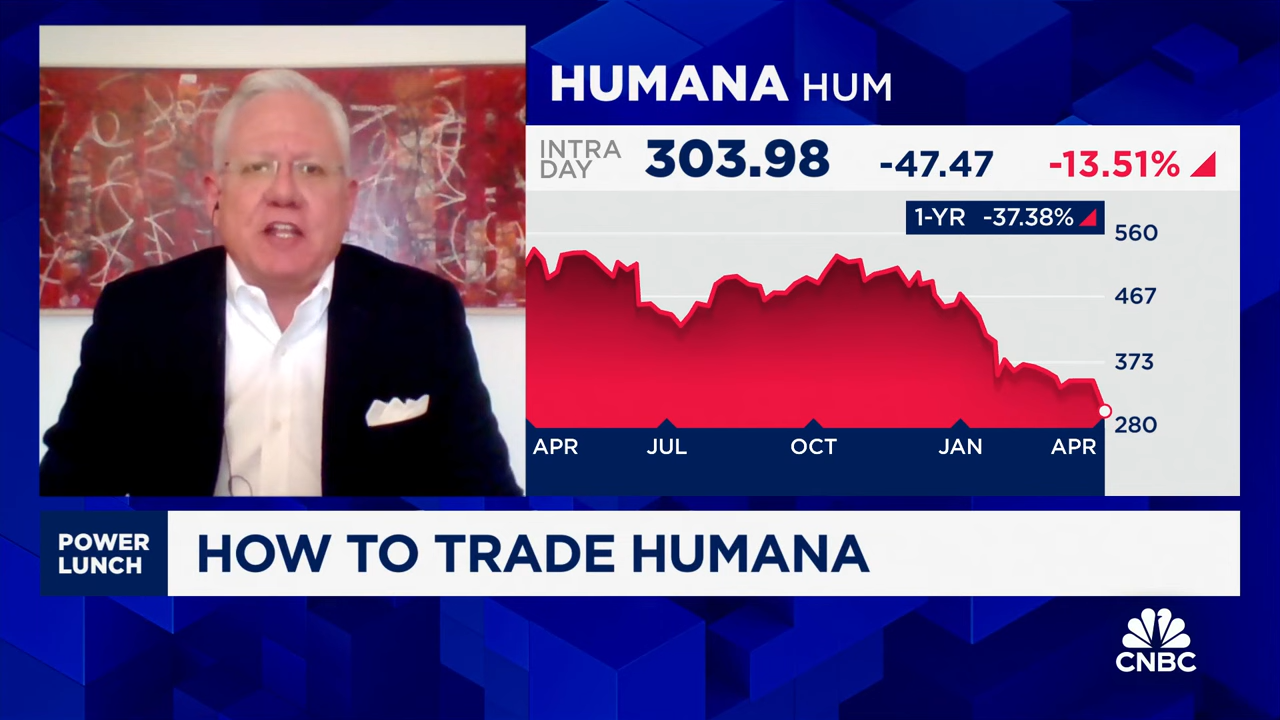 HUMANA HUM
INTRA
DAY
303.98 -47.47 -13.51%
1-YR -37.38%
560
467
373
280
APR JUL OCT JAN APR
POWER
LUNCH
HOW TO TRADE HUMANA
CNBC